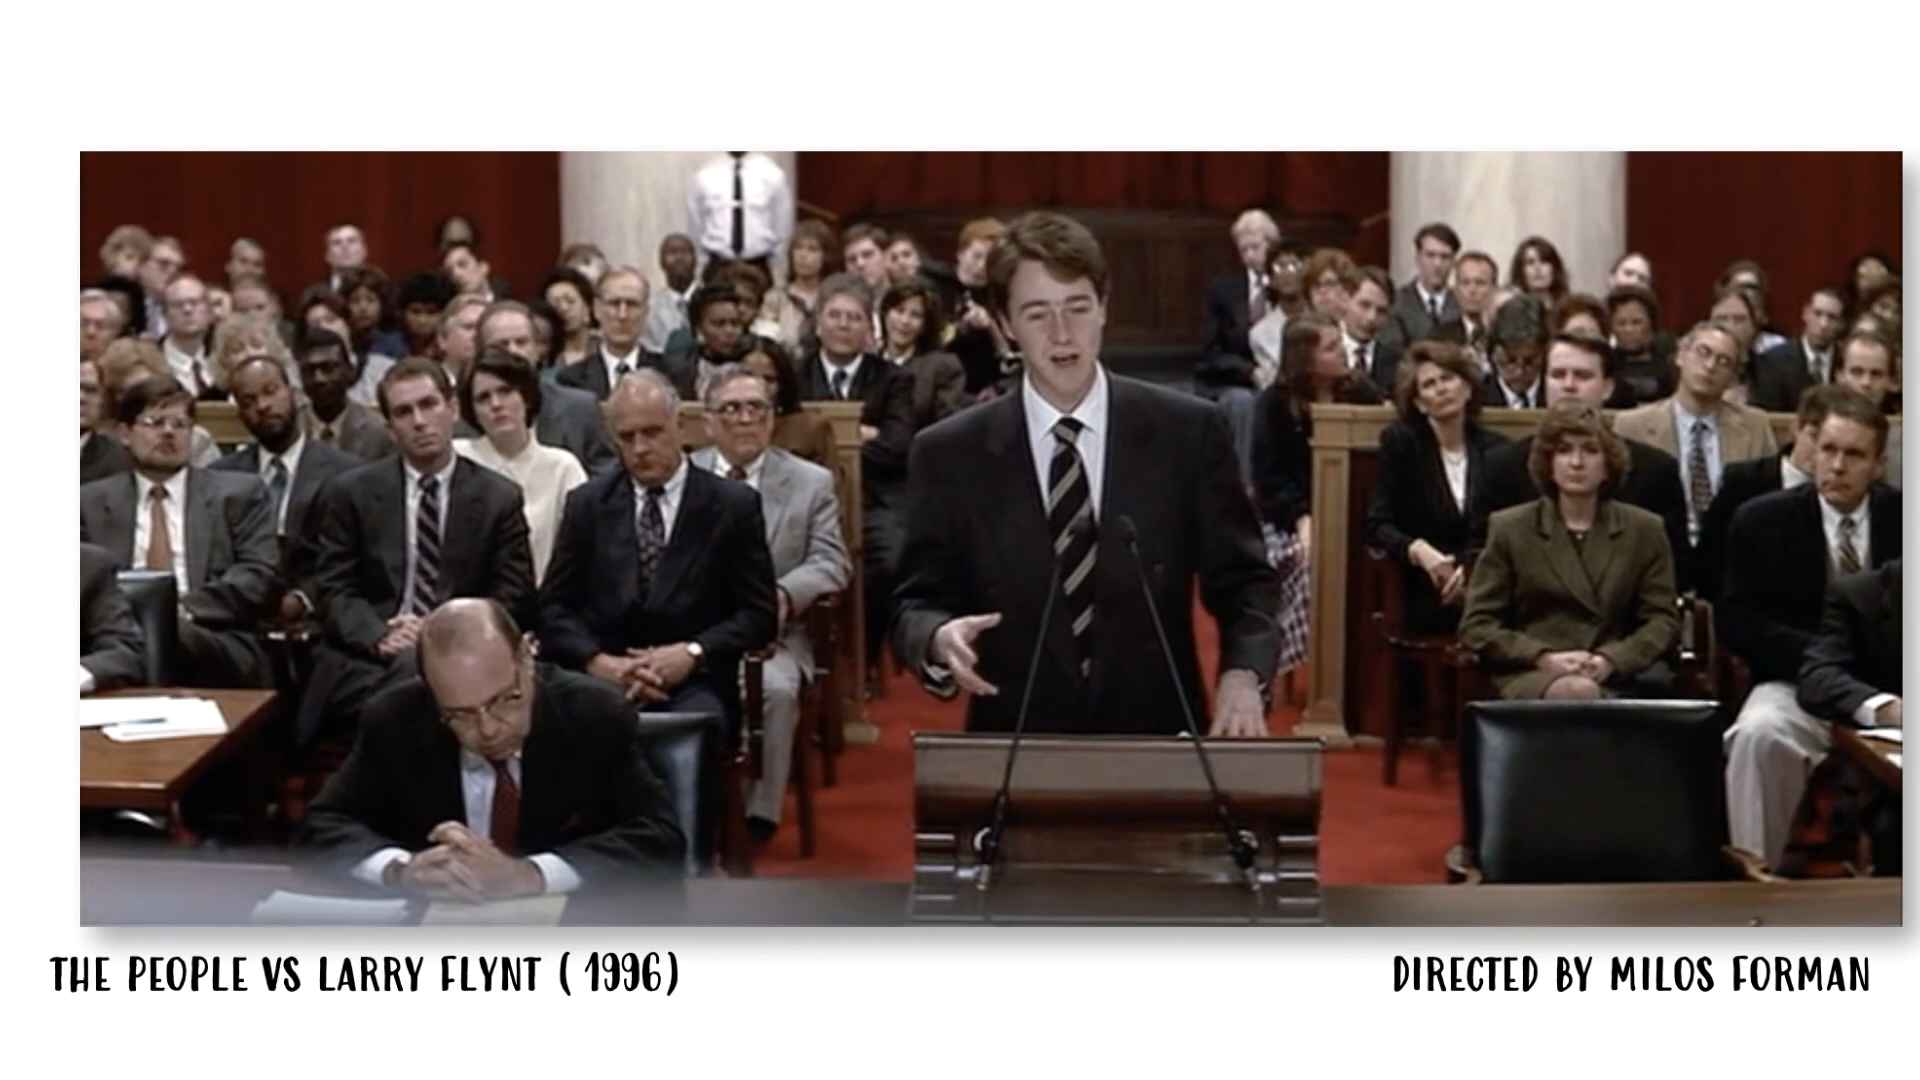 THE PEOPLE VS LARRY FLYNT ( 1996)
DIRECTED BY MILOS FORMAN